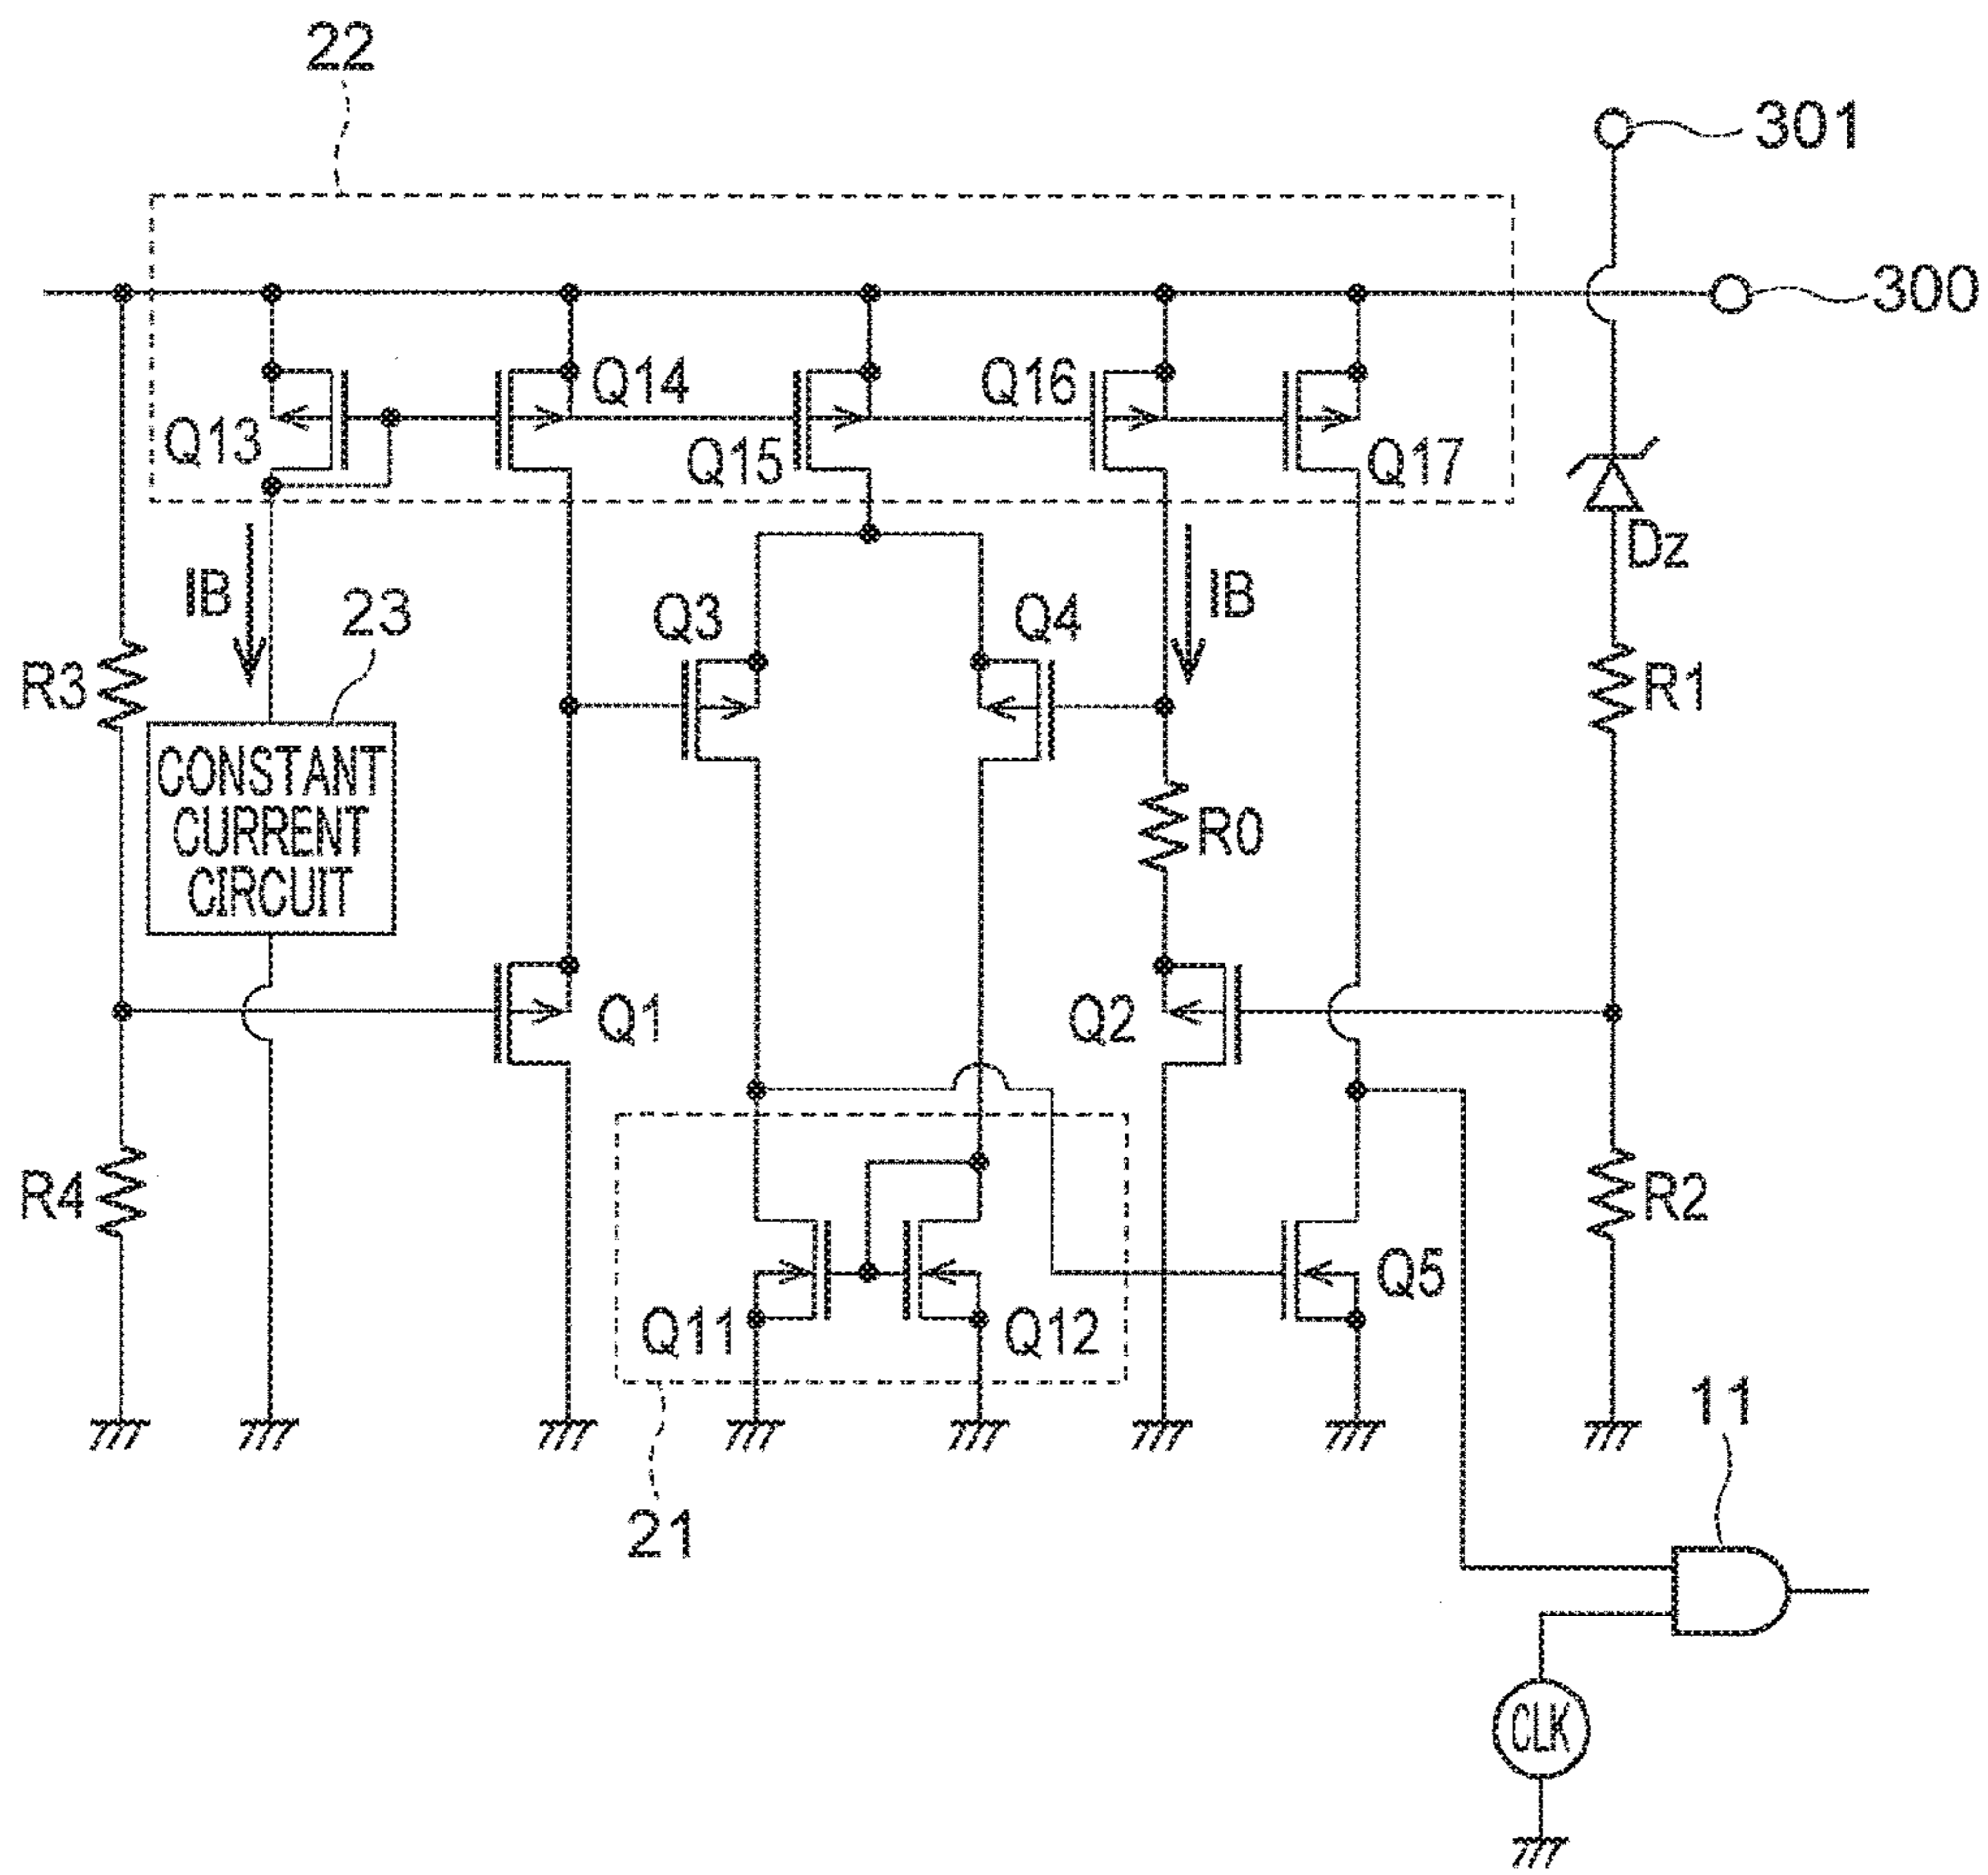 22
301
300
Q14
Q16
Q13
Q15
Q17
Dz
IB
23
Q3
Q4
IB
R3
R1
CONSTANT
CURRENT
CIRCUIT
R0
Q1
Q2
R4
R2
Q5
Q11
Q12
11
21
CLK